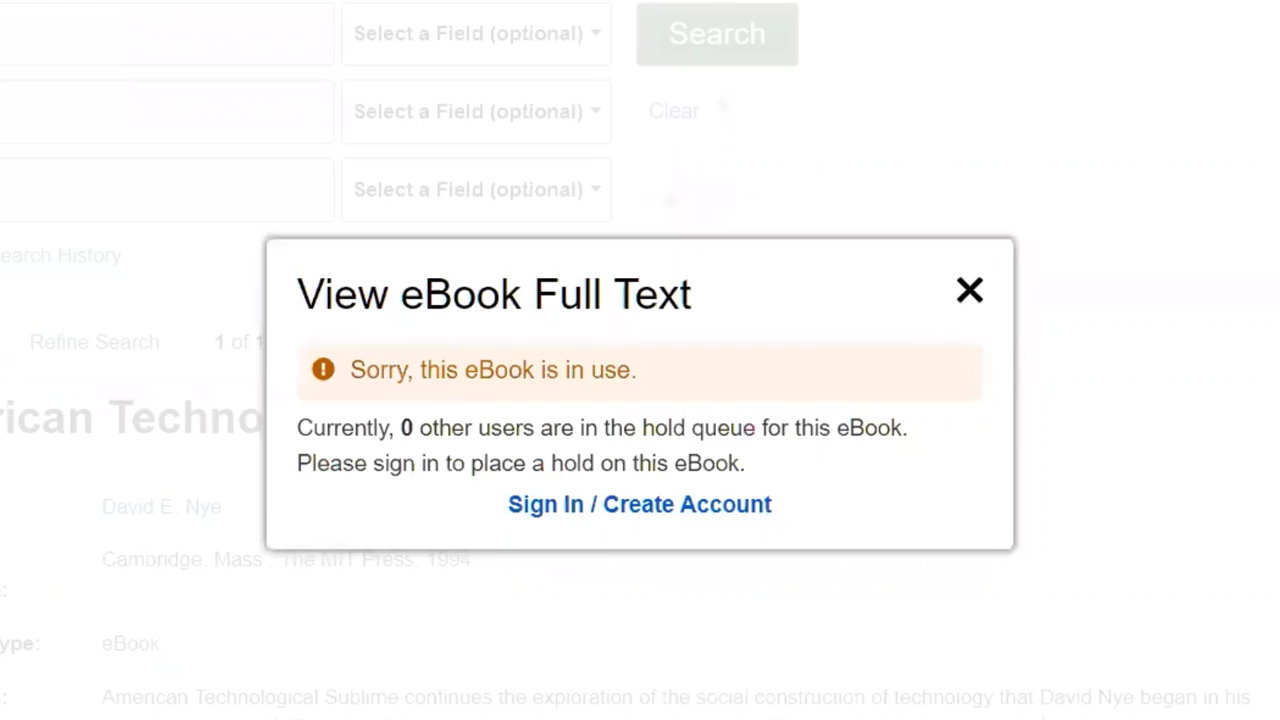 Select a Field (optional) Search
Select a Field (optional) Clear
Select a Field (optional)
earch History
View eBook Full Text
Refine Search 1 of 1
Sorry, this eBook is in use.
rican Techno
Currently, 0 other users are in the hold queue for this eBook.
Please sign in to place a hold on this eBook.
Sign In / Create Account
David E. Nye
Cambridge, Mass : The MIT Press. 1994
ype: eBook
American Technological Sublime continues the exploration of the social construction of technology that David Nye began in his